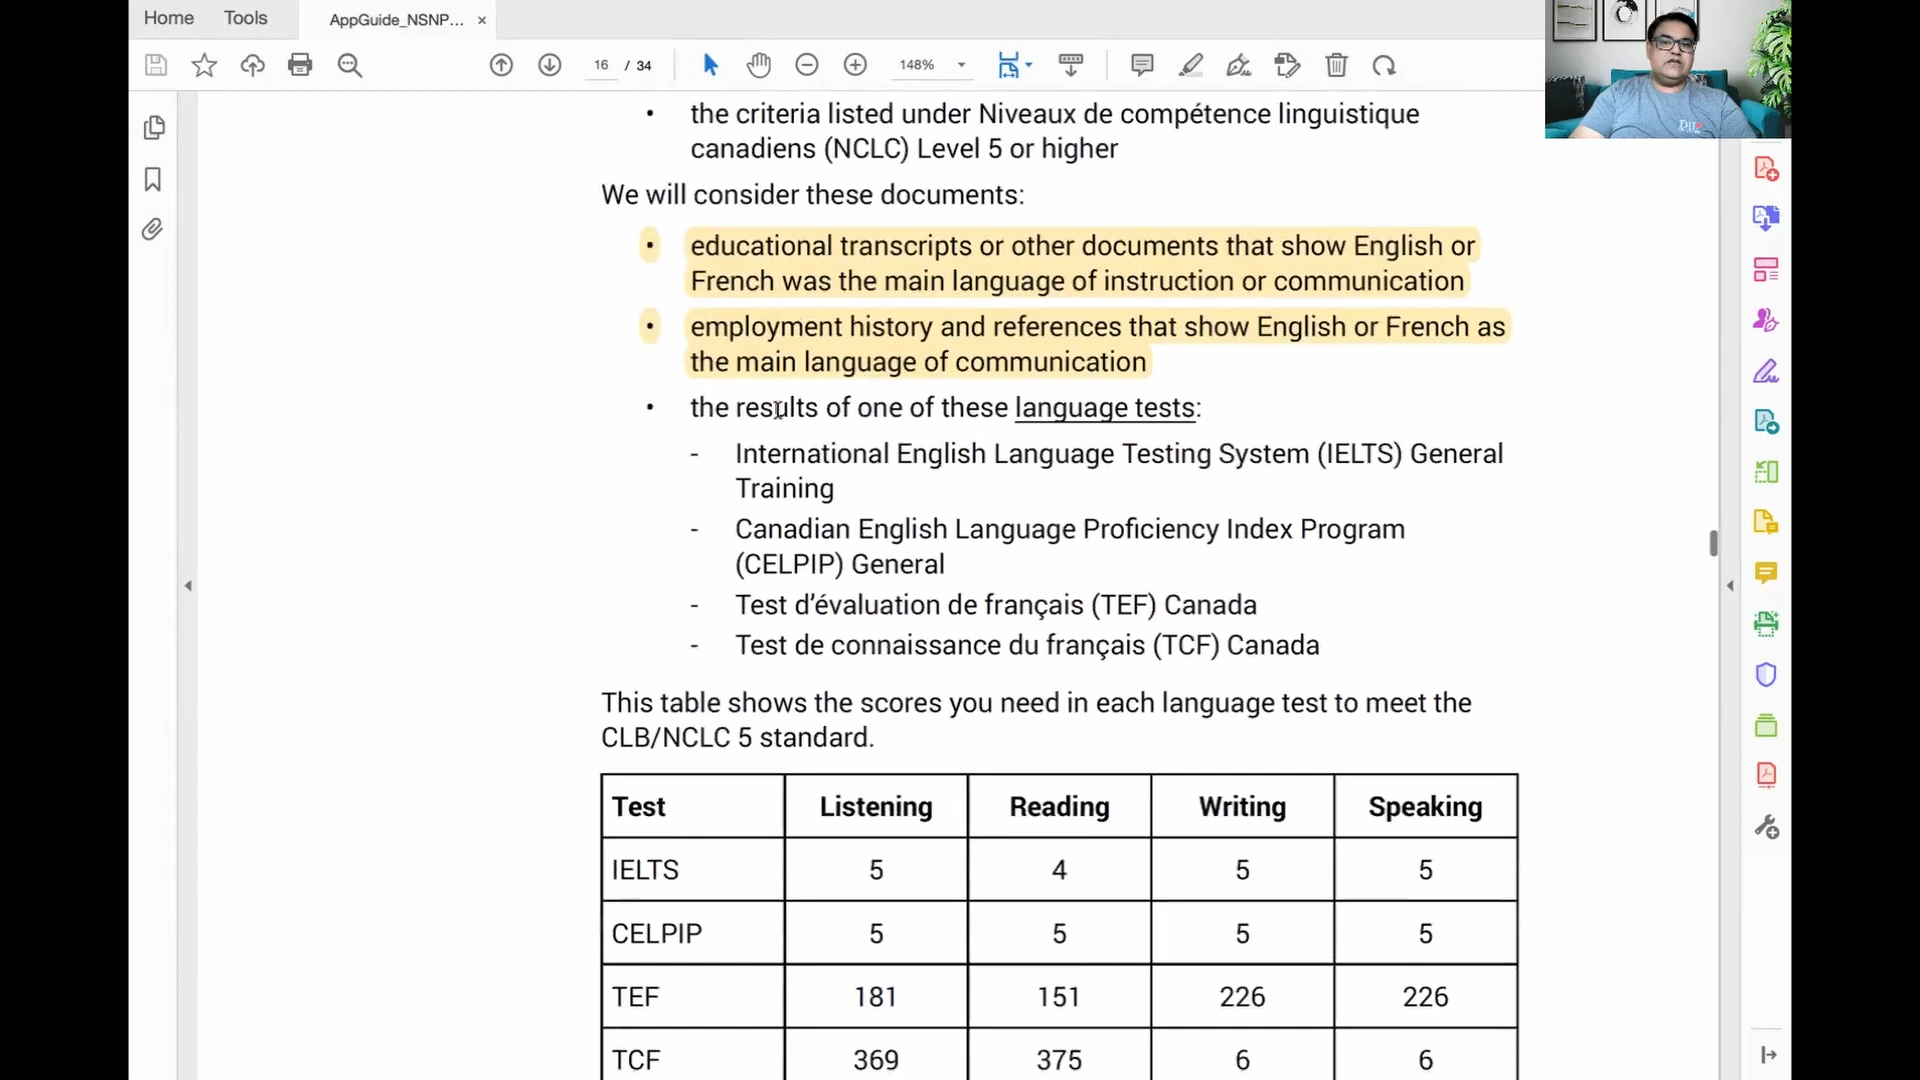 Home Tools AppGuide_NSNP... ×
16 / 34 148%
• the criteria listed under Niveaux de compétence linguistique
canadiens (NCLC) Level 5 or higher
We will consider these documents:
• educational transcripts or other documents that show English or
French was the main language of instruction or communication
• employment history and references that show English or French as
the main language of communication
• the results of one of these language tests:
- International English Language Testing System (IELTS) General
Training
- Canadian English Language Proficiency Index Program
(CELPIP) General
- Test d’évaluation de français (TEF) Canada
- Test de connaissance du français (TCF) Canada
This table shows the scores you need in each language test to meet the
CLB/NCLC 5 standard.
Test Listening Reading Writing Speaking
IELTS 5 4 5 5
CELPIP 5 5 5 5
TEF 181 151 226 226
TCF 369 375 6 6